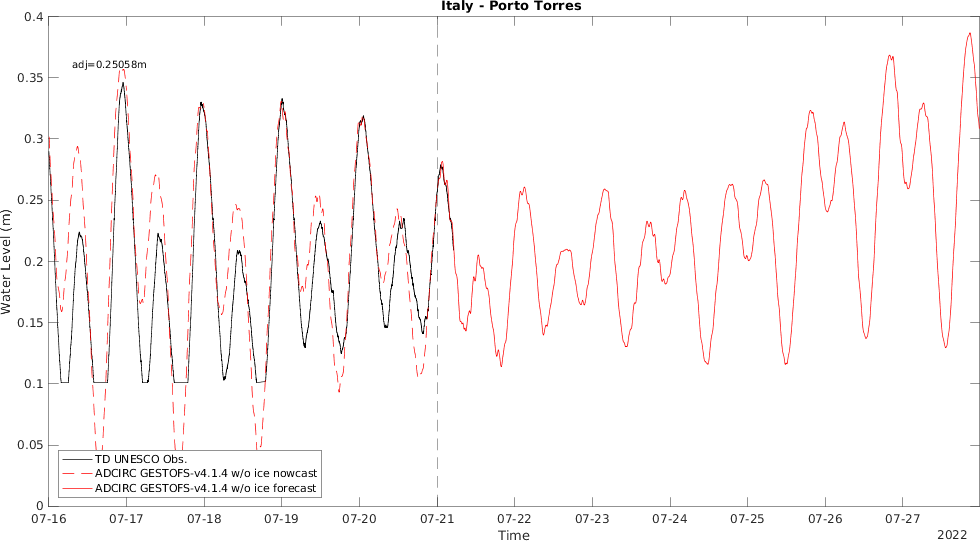 Italy - Porto Torres
0.4
0.35
0.3
0.25
0.2
0.15
0.1
0.05
0
Water Level (m)
adj=0.25058m
TD UNESCO Obs.
ADCIRC GESTOFS-v4.1.4 w/o ice nowcast
ADCIRC GESTOFS-v4.1.4 w/o ice forecast
07-16 07-17 07-18 07-19 07-20 07-21 07-22 07-23 07-24 07-25 07-26 07-27
Time
2022